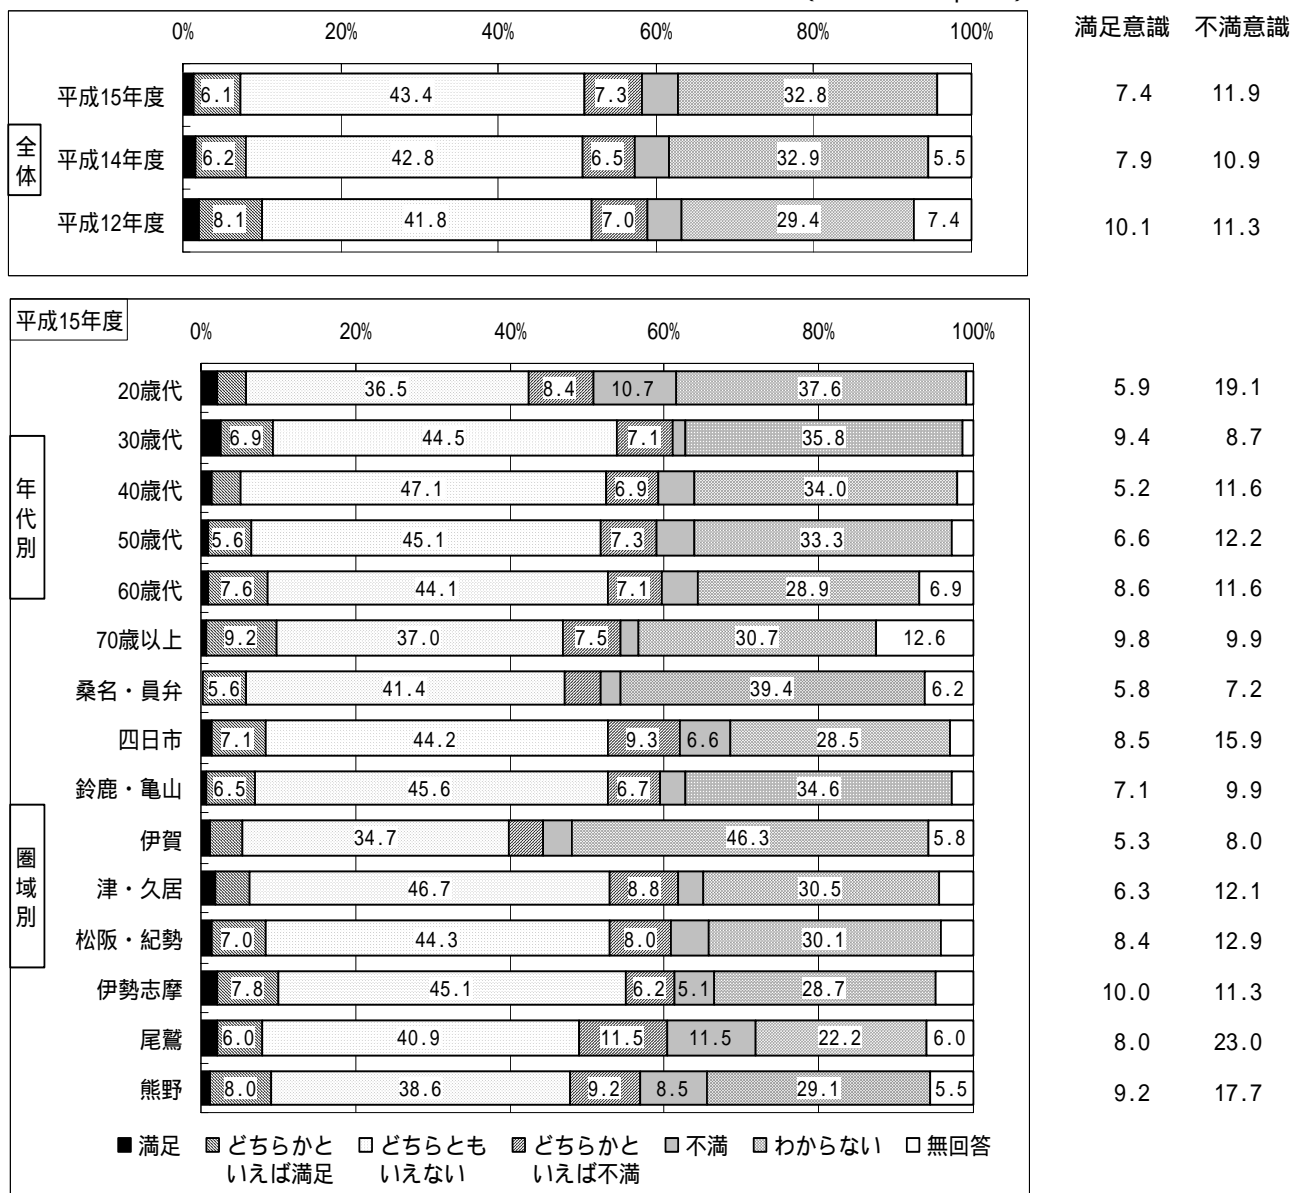 満足意識 不満意識
0% 20% 40% 60% 80% 100%
全体
平成15年度 6.1 43.4 7.3 32.8 7.4 11.9
平成14年度 6.2 42.8 6.5 32.9 5.5 7.9 10.9
平成12年度 8.1 41.8 7.0 29.4 7.4 10.1 11.3
平成15年度
0% 20% 40% 60% 80% 100%
年代別
20歳代 36.5 8.4 10.7 37.6 5.9 19.1
30歳代 6.9 44.5 7.1 35.8 9.4 8.7
40歳代 47.1 6.9 34.0 5.2 11.6
50歳代 5.6 45.1 7.3 33.3 6.6 12.2
60歳代 7.6 44.1 7.1 28.9 6.9 8.6 11.6
70歳以上 9.2 37.0 7.5 30.7 12.6 9.8 9.9
圏域別
桑名・員弁 5.6 41.4 39.4 6.2 5.8 7.2
四日市 7.1 44.2 9.3 6.6 28.5 8.5 15.9
鈴鹿・亀山 6.5 45.6 6.7 34.6 7.1 9.9
伊賀 34.7 46.3 5.8 5.3 8.0
津・久居 46.7 8.8 30.5 6.3 12.1
松阪・紀勢 7.0 44.3 8.0 30.1 8.4 12.9
伊勢志摩 7.8 45.1 6.2 5.1 28.7 10.0 11.3
尾鷲 6.0 40.9 11.5 11.5 22.2 6.0 8.0 23.0
熊野 8.0 38.6 9.2 8.5 29.1 5.5 9.2 17.7
満足 どちらかといえば満足 どちらともいえない どちらかといえば不満 不満 わからない 無回答